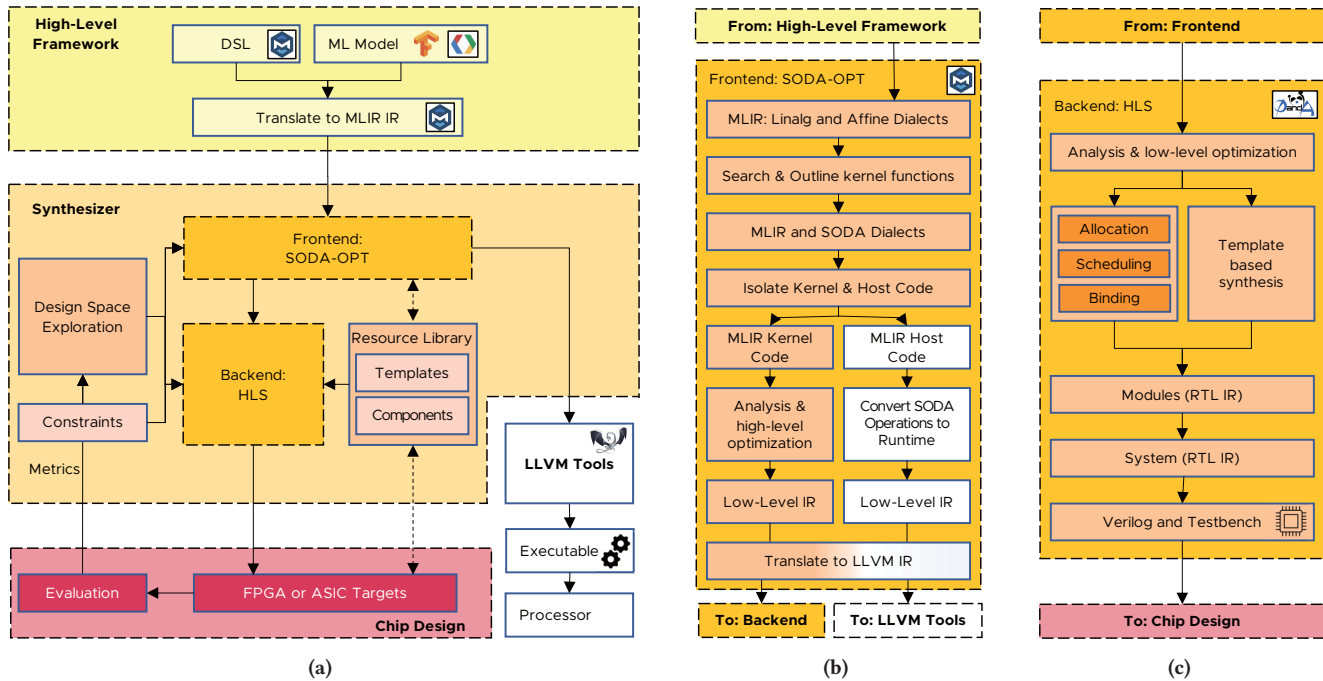 High-Level
Framework
DSL
ML Model
Translate to MLIR IR
Synthesizer
Frontend:
SODA-OPT
Design Space
Exploration
Backend:
HLS
Resource Library
Templates
Components
Constraints
Metrics
LLVM Tools
Executable
Processor
Evaluation
FPGA or ASIC Targets
Chip Design
(a)
From: High-Level Framework
Frontend: SODA-OPT
MLIR: Linalg and Affine Dialects
Search & Outline kernel functions
MLIR and SODA Dialects
Isolate Kernel & Host Code
MLIR Kernel
Code
MLIR Host
Code
Analysis &
high-level
optimization
Convert SODA
Operations to
Runtime
Low-Level IR
Low-Level IR
Translate to LLVM IR
To: Backend
To: LLVM Tools
(b)
From: Frontend
Backend: HLS
PandA
Analysis & low-level optimization
Allocation
Scheduling
Binding
Template
based
synthesis
Modules (RTL IR)
System (RTL IR)
Verilog and Testbench
To: Chip Design
(c)